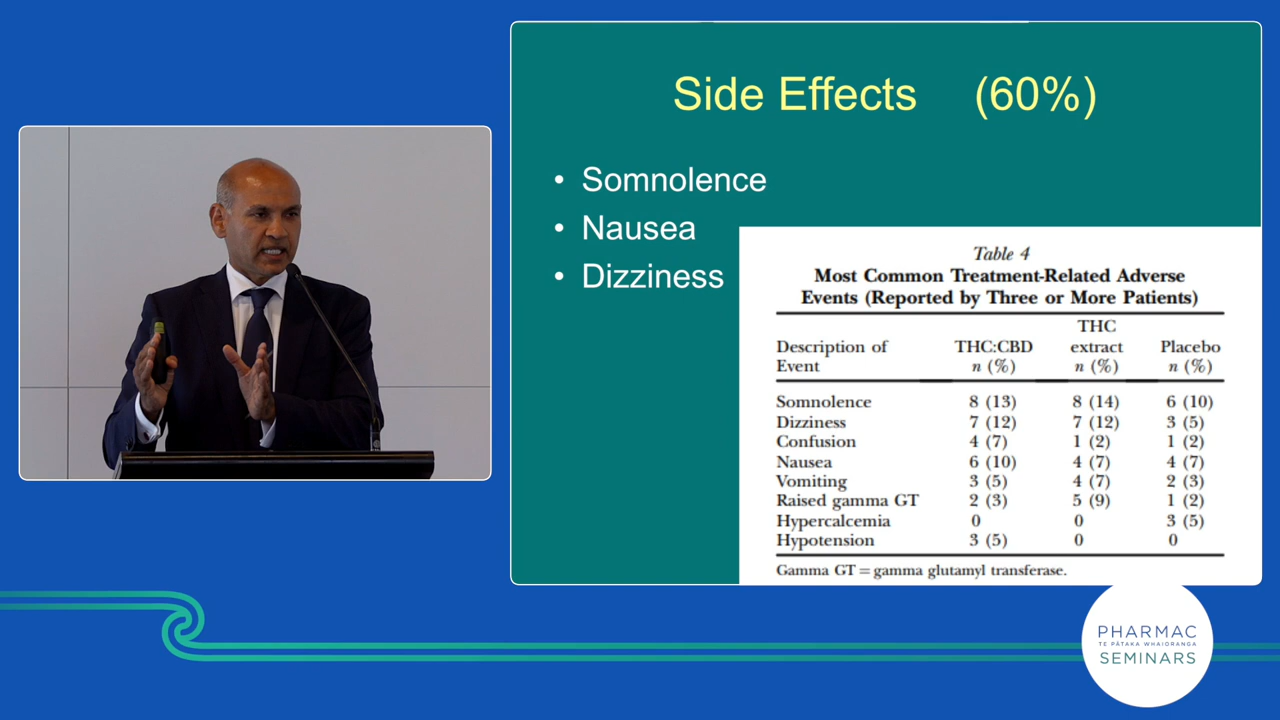 Side Effects (60%)
• Somnolence
• Nausea
• Dizziness
Table 4
Most Common Treatment-Related Adverse
Events (Reported by Three or More Patients)
THC
Description of THC:CBD extract Placebo
Event n (%) n (%) n (%)
Somnolence 8 (13) 8 (14) 6 (10)
Dizziness 7 (12) 7 (12) 3 (5)
Confusion 4 (7) 1 (2) 1 (2)
Nausea 6 (10) 4 (7) 4 (7)
Vomiting 3 (5) 4 (7) 2 (3)
Raised gamma GT 2 (3) 5 (9) 1 (2)
Hypercalcemia 0 0 3 (5)
Hypotension 3 (5) 0 0
Gamma GT = gamma glutamyl transferase.
PHARMAC
TE PĀTAKA WHAIORANGA
SEMINARS